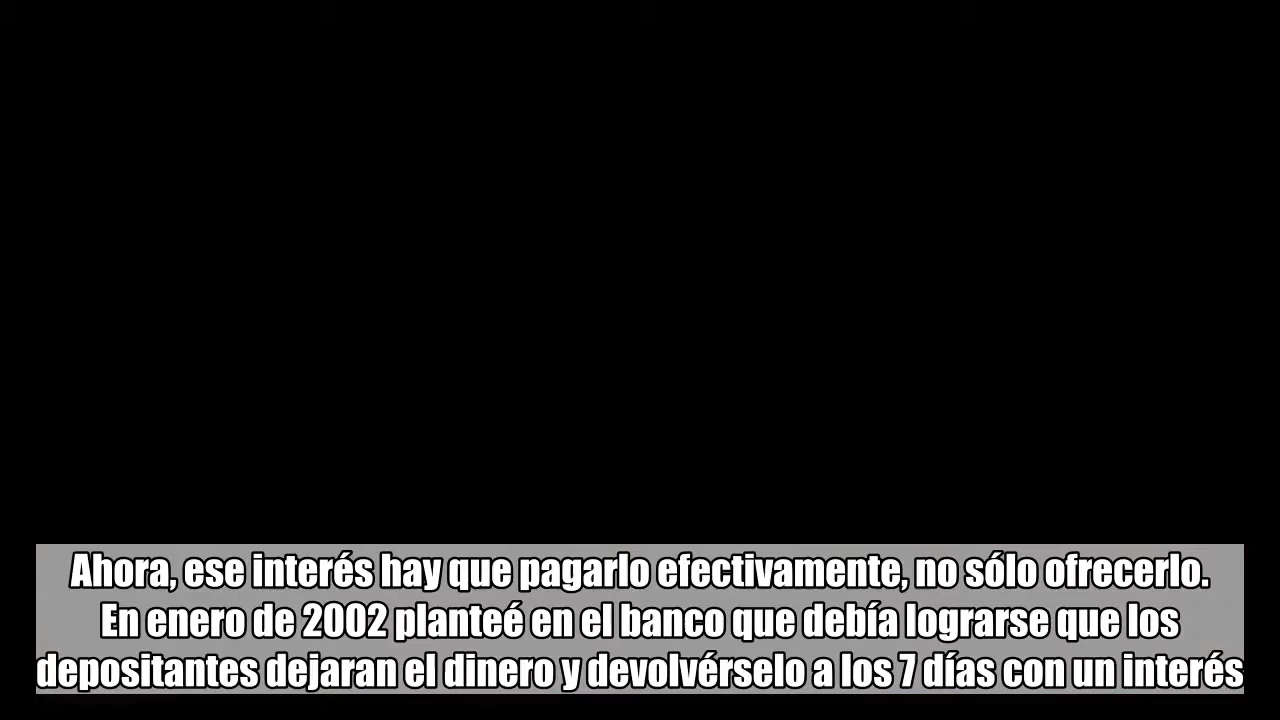 Ahora, ese interés hay que pagarlo efectivamente, no sólo ofrecerlo.
En enero de 2002 planteé en el banco que debía lograrse que los
depositantes dejaran el dinero y devolvérselo a los 7 días con un interés